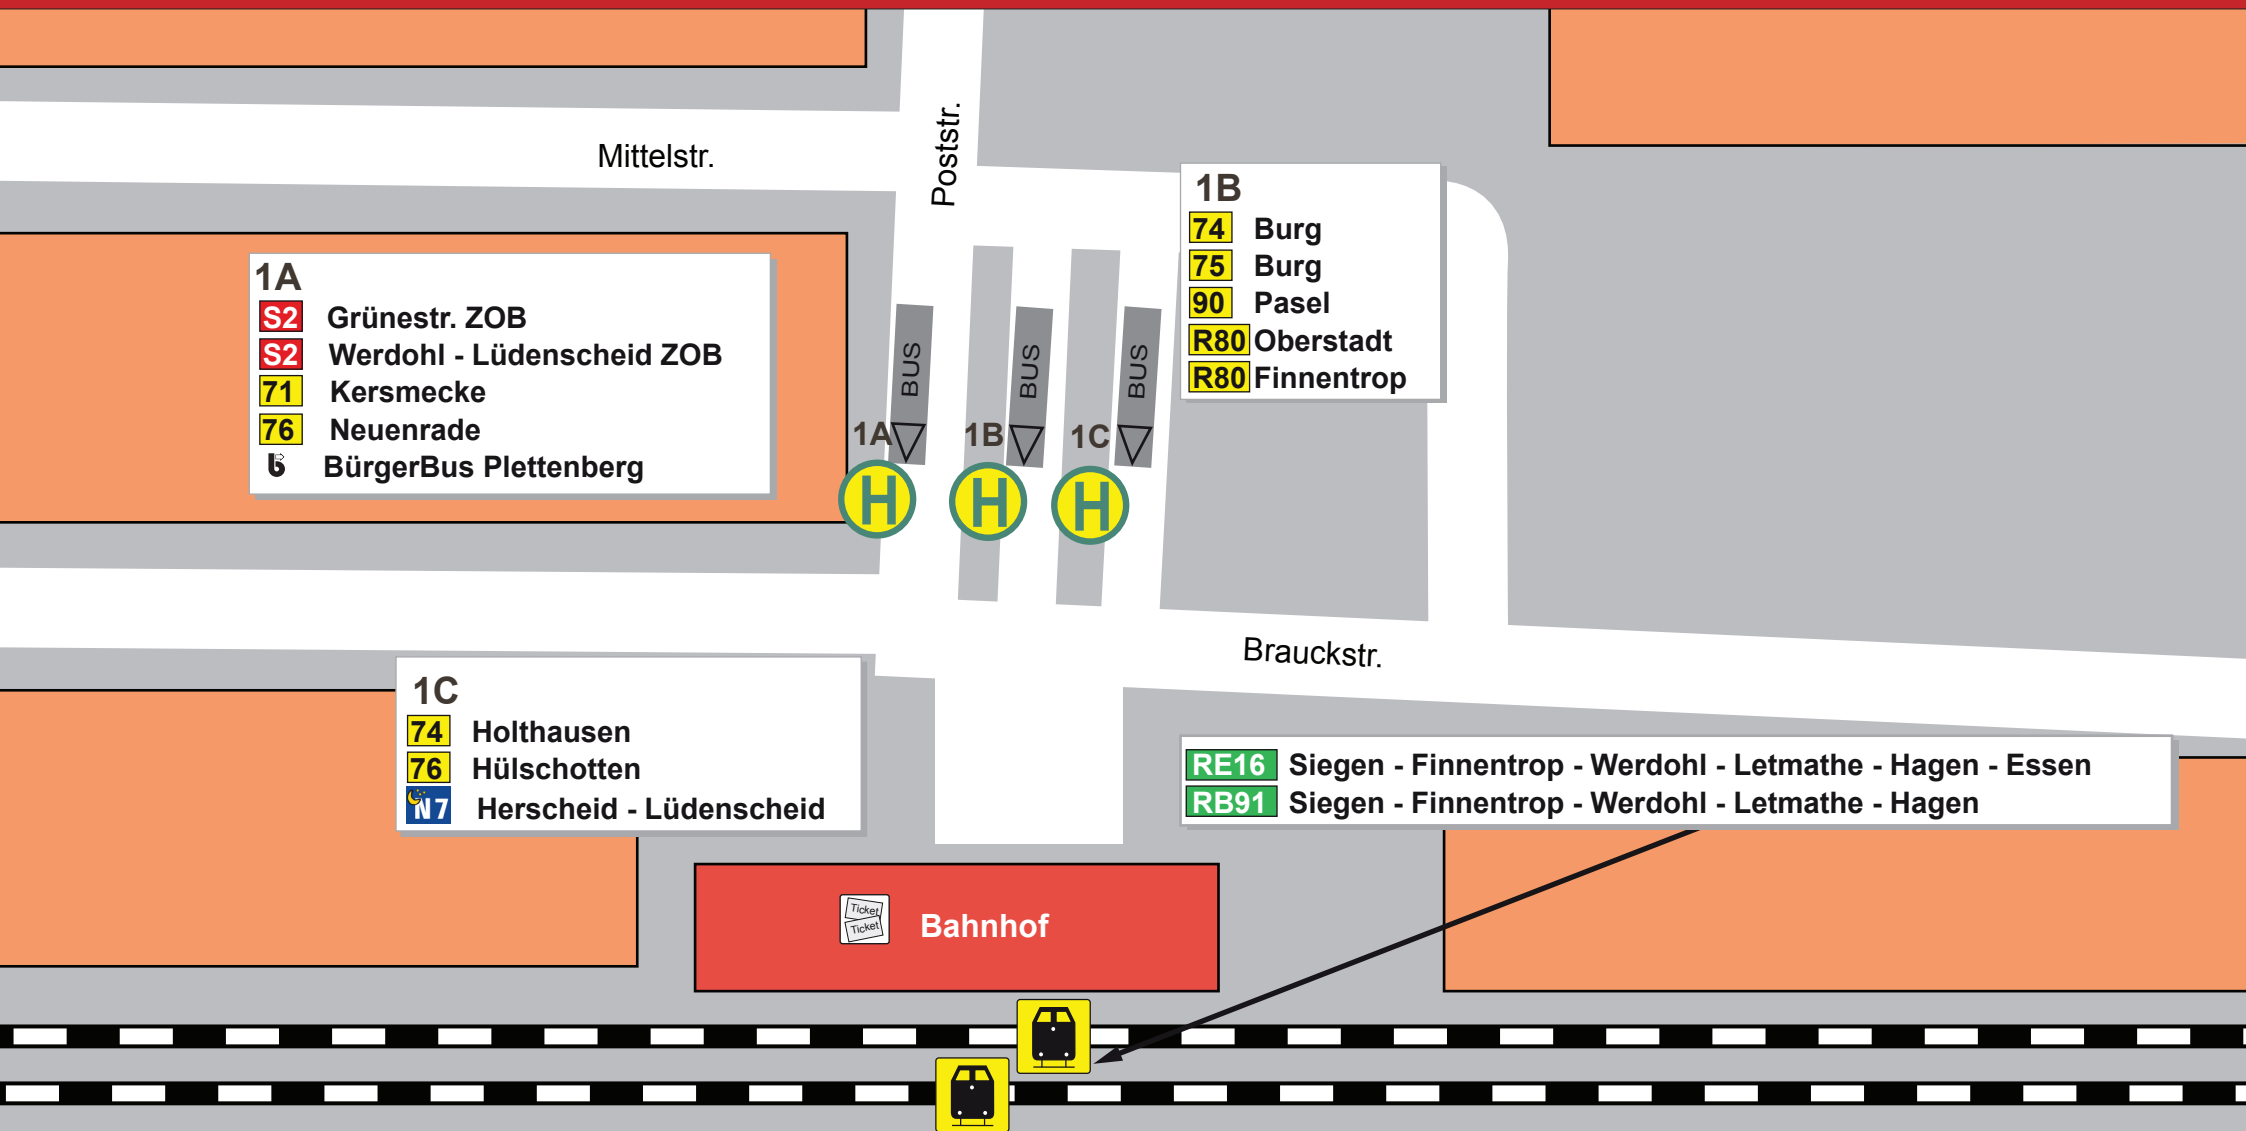 Mittelstr.
Poststr.
1A
S2 Grünestr. ZOB
S2 Werdohl - Lüdenscheid ZOB
71 Kersmecke
76 Neuenrade
b BürgerBus Plettenberg
1B
74 Burg
75 Burg
90 Pasel
R80 Oberstadt
R80 Finnentrop
BUS
BUS
BUS
1A
1B
1C
H
H
H
Brauckstr.
1C
74 Holthausen
76 Hülschotten
N7 Herscheid - Lüdenscheid
RE16 Siegen - Finnentrop - Werdohl - Letmathe - Hagen - Essen
RB91 Siegen - Finnentrop - Werdohl - Letmathe - Hagen
Ticket
Ticket
Bahnhof